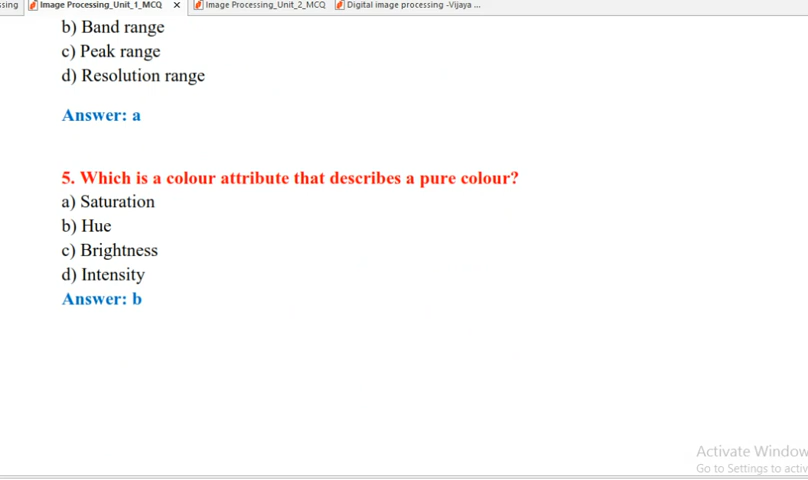 ssing
Image Processing_Unit_1_MCQ
Image Processing_Unit_2_MCQ
Digital image processing -Vijaya ...
b) Band range
c) Peak range
d) Resolution range
Answer: a
5. Which is a colour attribute that describes a pure colour?
a) Saturation
b) Hue
c) Brightness
d) Intensity
Answer: b
Activate Window
Go to Settings to activ